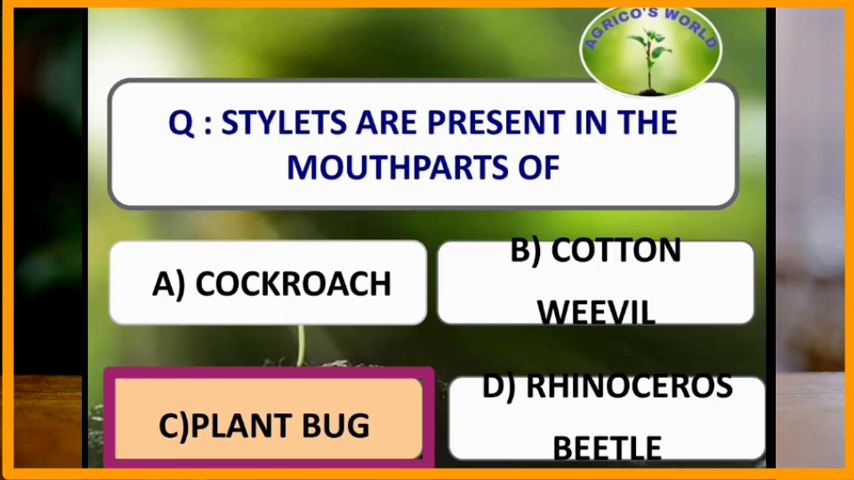 AGRICO'S WORLD
Q : STYLETS ARE PRESENT IN THE
MOUTHPARTS OF
A) COCKROACH
B) COTTON
WEEVIL
C)PLANT BUG
D) RHINOCEROS
BEETLE